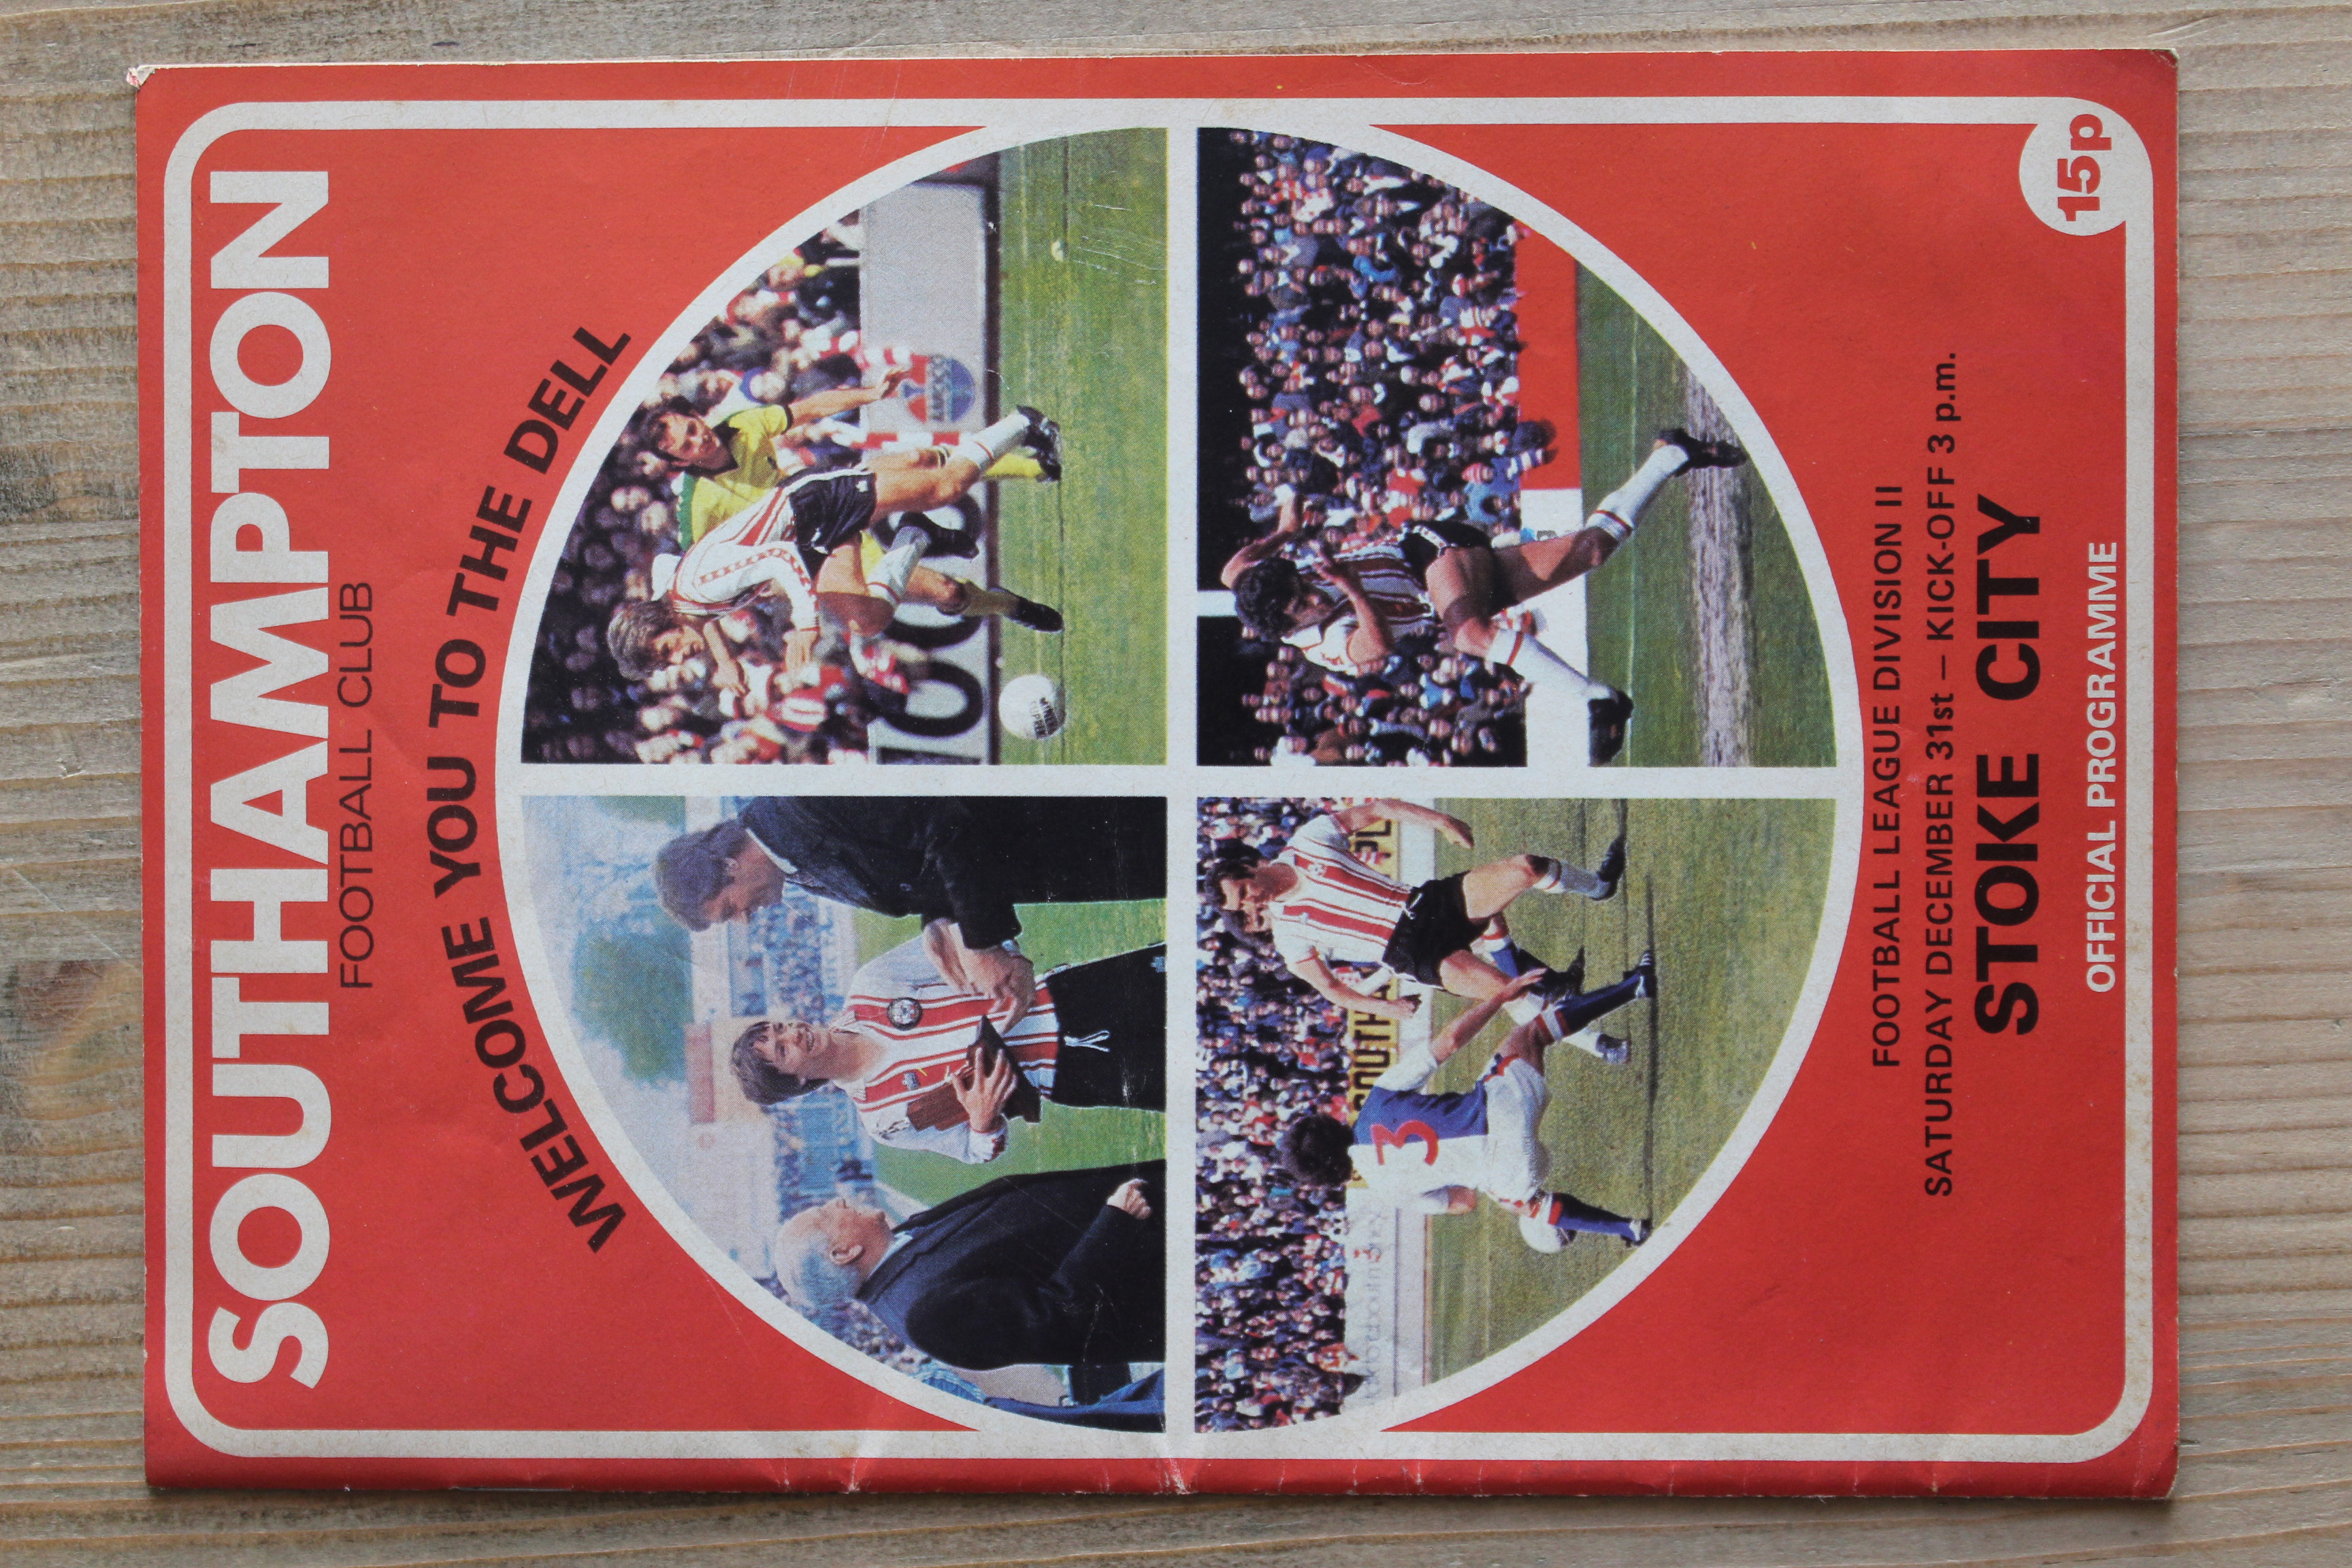 SOUTHAMPTON
FOOTBALL CLUB
WELCOME YOU TO THE DELL
3
FOOTBALL LEAGUE DIVISION II
SATURDAY DECEMBER 31st – KICK-OFF 3 p.m.
STOKE CITY
OFFICIAL PROGRAMME
15p